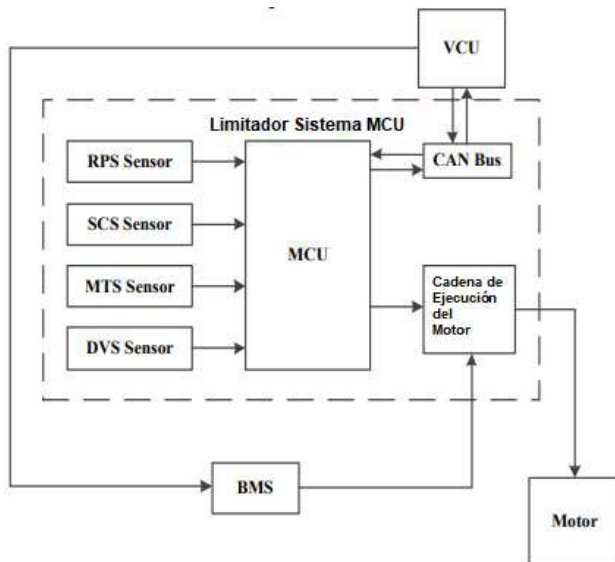 VCU
Limitador Sistema MCU
RPS Sensor
CAN Bus
SCS Sensor
MCU
MTS Sensor
Cadena de
Ejecución
del
Motor
DVS Sensor
BMS
Motor